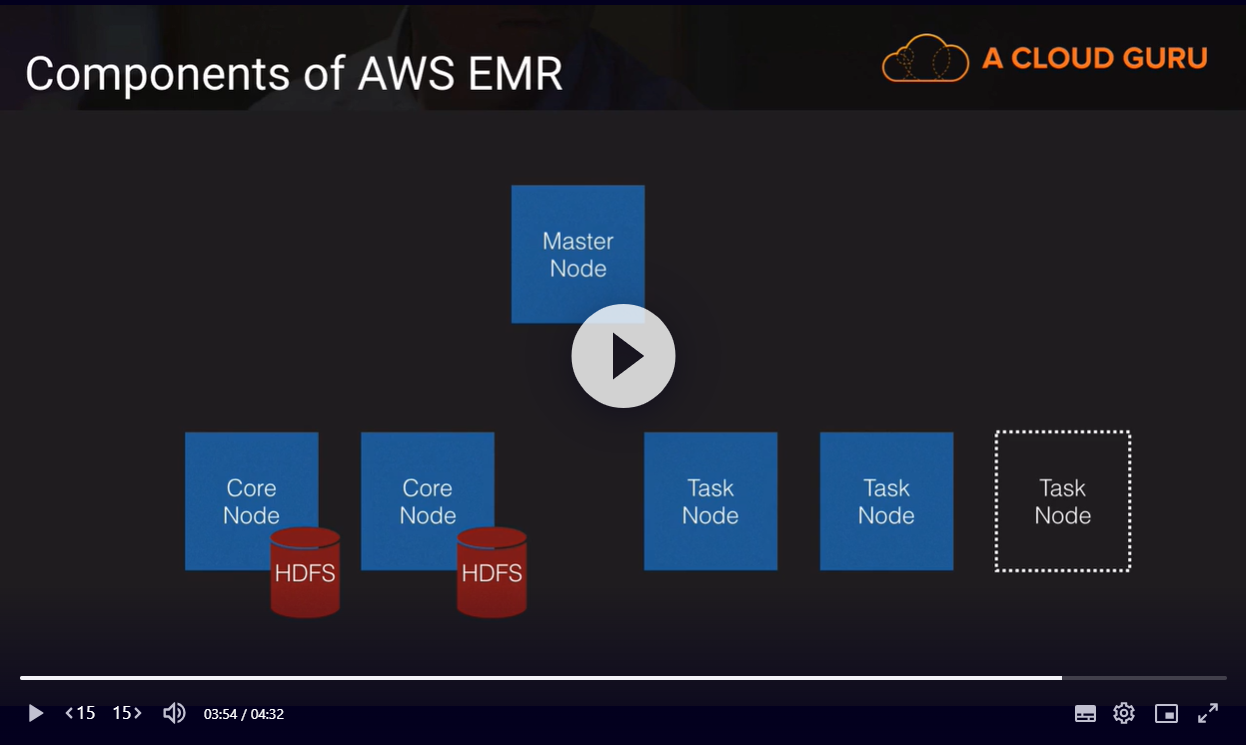 Components of AWS EMR
A CLOUD GURU
Master
Node
Core
Node
Core
Node
Task
Node
Task
Node
Task
Node
HDFS
HDFS
15
15
03:54 / 04:32